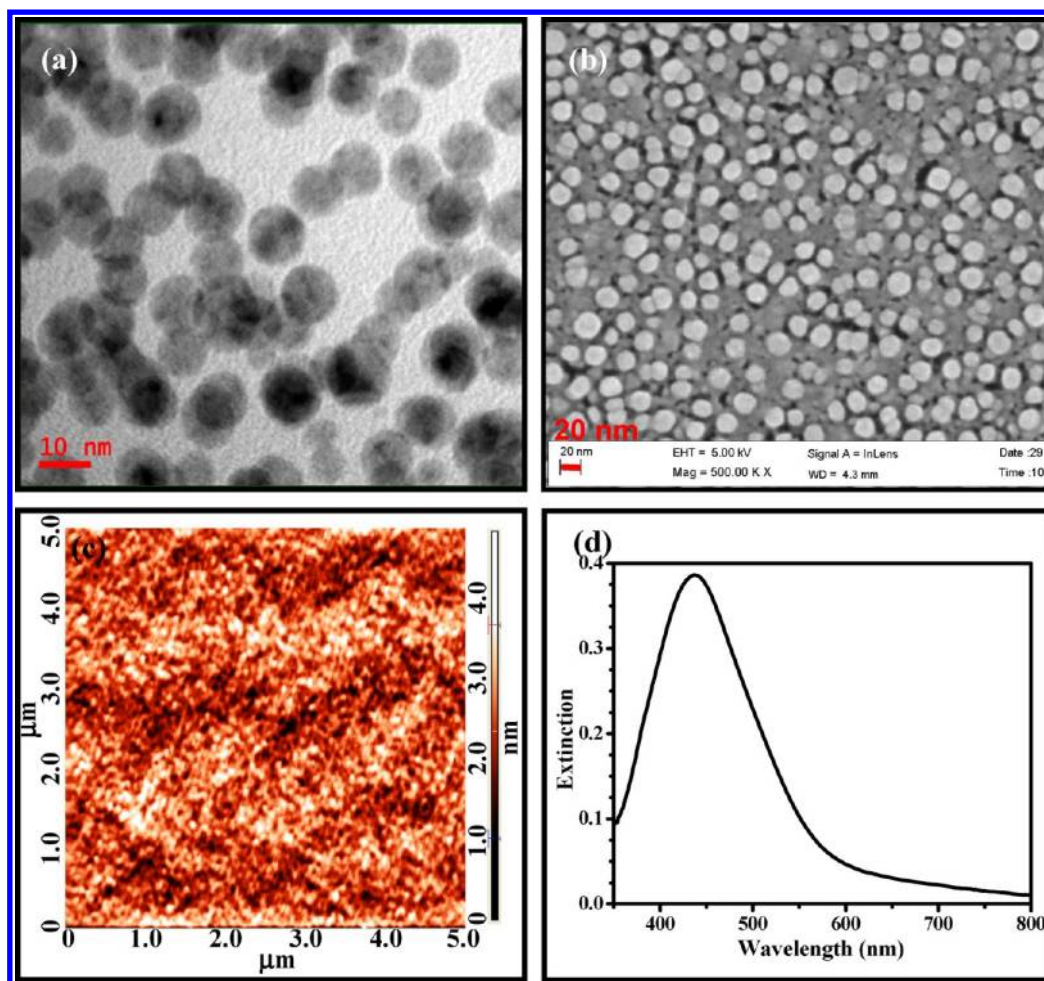 (a)
10 nm
(b)
20 nm
20 nm
EHT = 5.00 kV
Signal A = InLens
Date :29
Mag = 500.00 K X
WD = 4.3 mm
Time :10
(c)
5.0
4.0
3.0
2.0
1.0
0
μm
0 1.0 2.0 3.0 4.0 5.0
μm
4.0
3.0
2.0
1.0
0
nm
(d)
0.4
0.3
0.2
0.1
0.0
Extinction
400 500 600 700 800
Wavelength (nm)